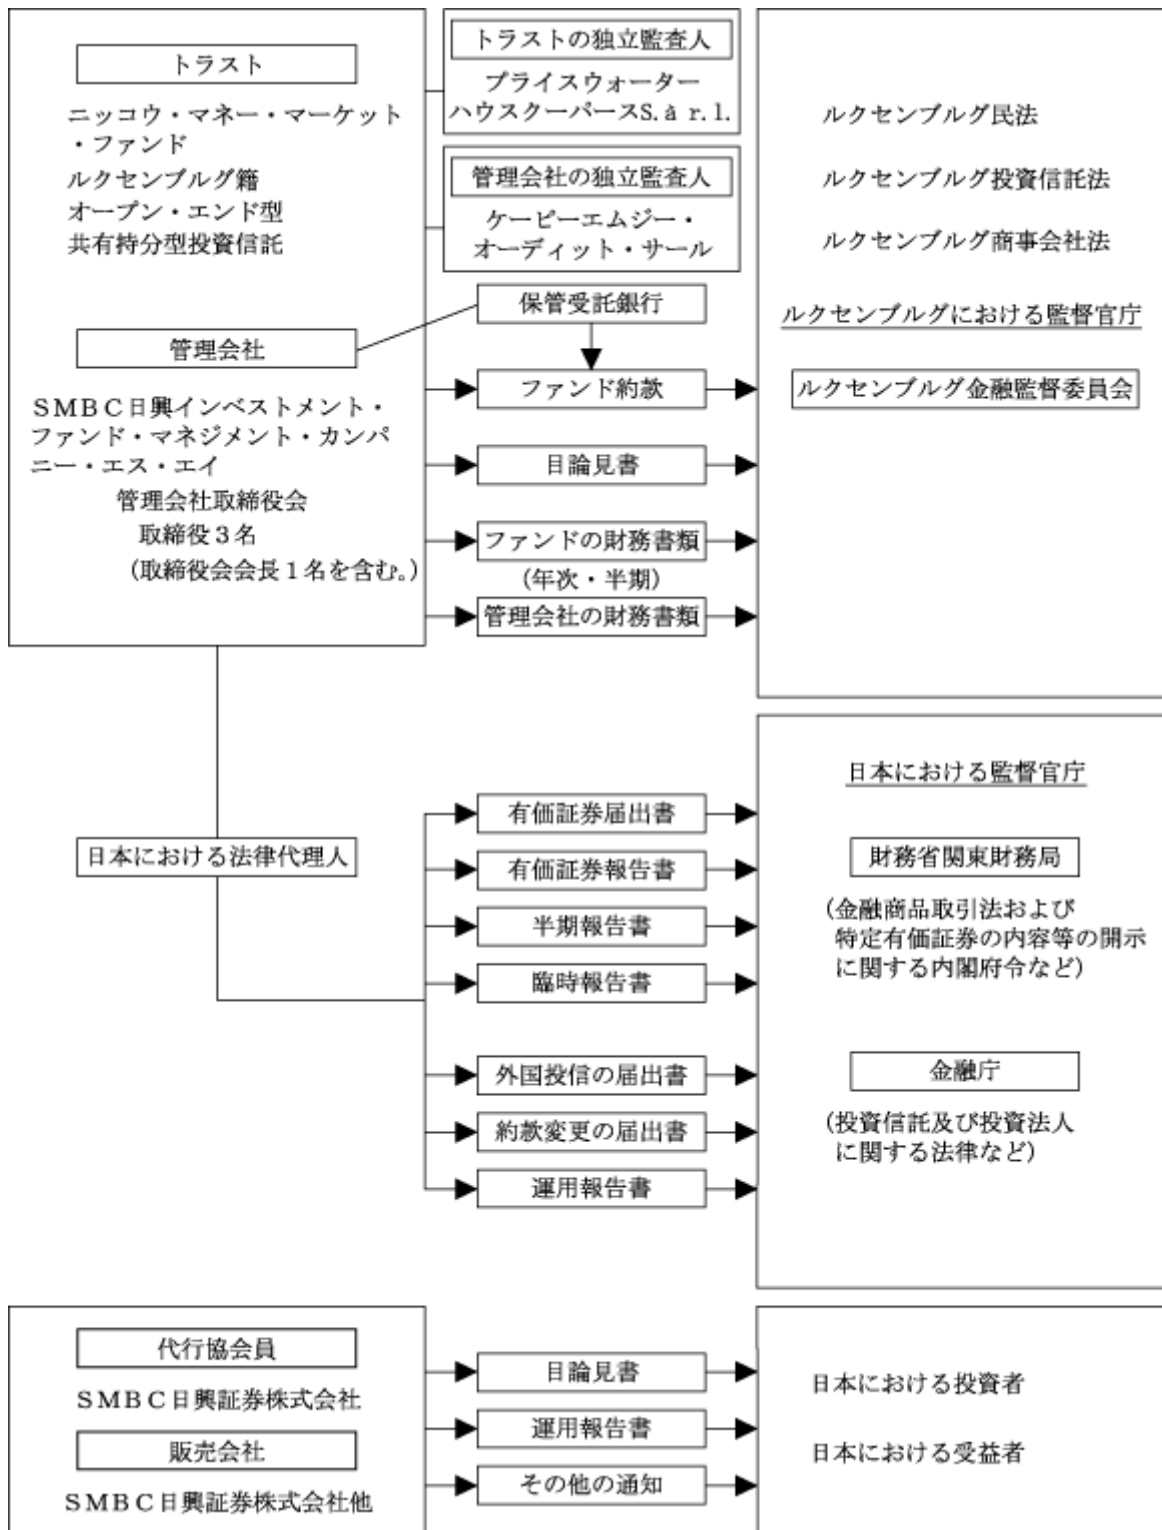 トラスト
ニッコウ・マネー・マーケット
・ファンド
ルクセンブルグ籍
オープン・エンド型
共有持分型投資信託
管理会社
ＳＭＢＣ日興インベストメント・
ファンド・マネジメント・カンパ
ニー・エス・エイ
管理会社取締役会
取締役３名
（取締役会会長１名を含む。）
トラストの独立監査人
プライスウォーター
ハウスクーパースS.à r.l.
管理会社の独立監査人
ケーピーエムジー・
オーディット・サール
保管受託銀行
ファンド約款
目論見書
ファンドの財務書類
（年次・半期）
管理会社の財務書類
ルクセンブルグ民法
ルクセンブルグ投資信託法
ルクセンブルグ商事会社法
ルクセンブルグにおける監督官庁
ルクセンブルグ金融監督委員会
日本における法律代理人
有価証券届出書
有価証券報告書
半期報告書
臨時報告書
外国投信の届出書
約款変更の届出書
運用報告書
日本における監督官庁
財務省関東財務局
（金融商品取引法および
特定有価証券の内容等の開示
に関する内閣府令など）
金融庁
（投資信託及び投資法人
に関する法律など）
代行協会員
ＳＭＢＣ日興証券株式会社
販売会社
ＳＭＢＣ日興証券株式会社他
目論見書
運用報告書
その他の通知
日本における投資者
日本における受益者